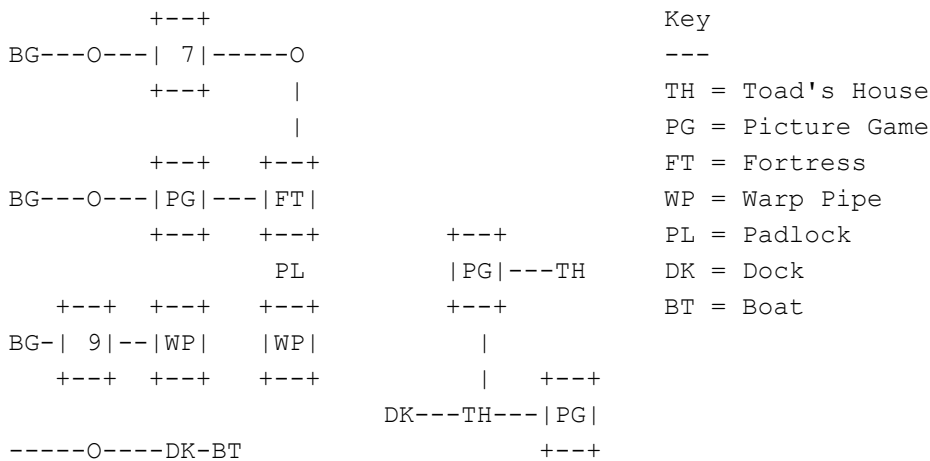 +--+                              Key
BG---O---| 7|-----O                        ---
         +--+     |                        TH = Toad's House
                  |                        PG = Picture Game
         +--+   +--+                       FT = Fortress
BG---O---|PG|---|FT|                       WP = Warp Pipe
         +--+   +--+        +--+           PL = Padlock
                 PL         |PG|---TH      DK = Dock
   +--+  +--+   +--+        +--+           BT = Boat
BG-| 9|--|WP|   |WP|          |
   +--+  +--+   +--+          |   +--+
                        DK---TH---|PG|
-----O----DK-BT                   +--+